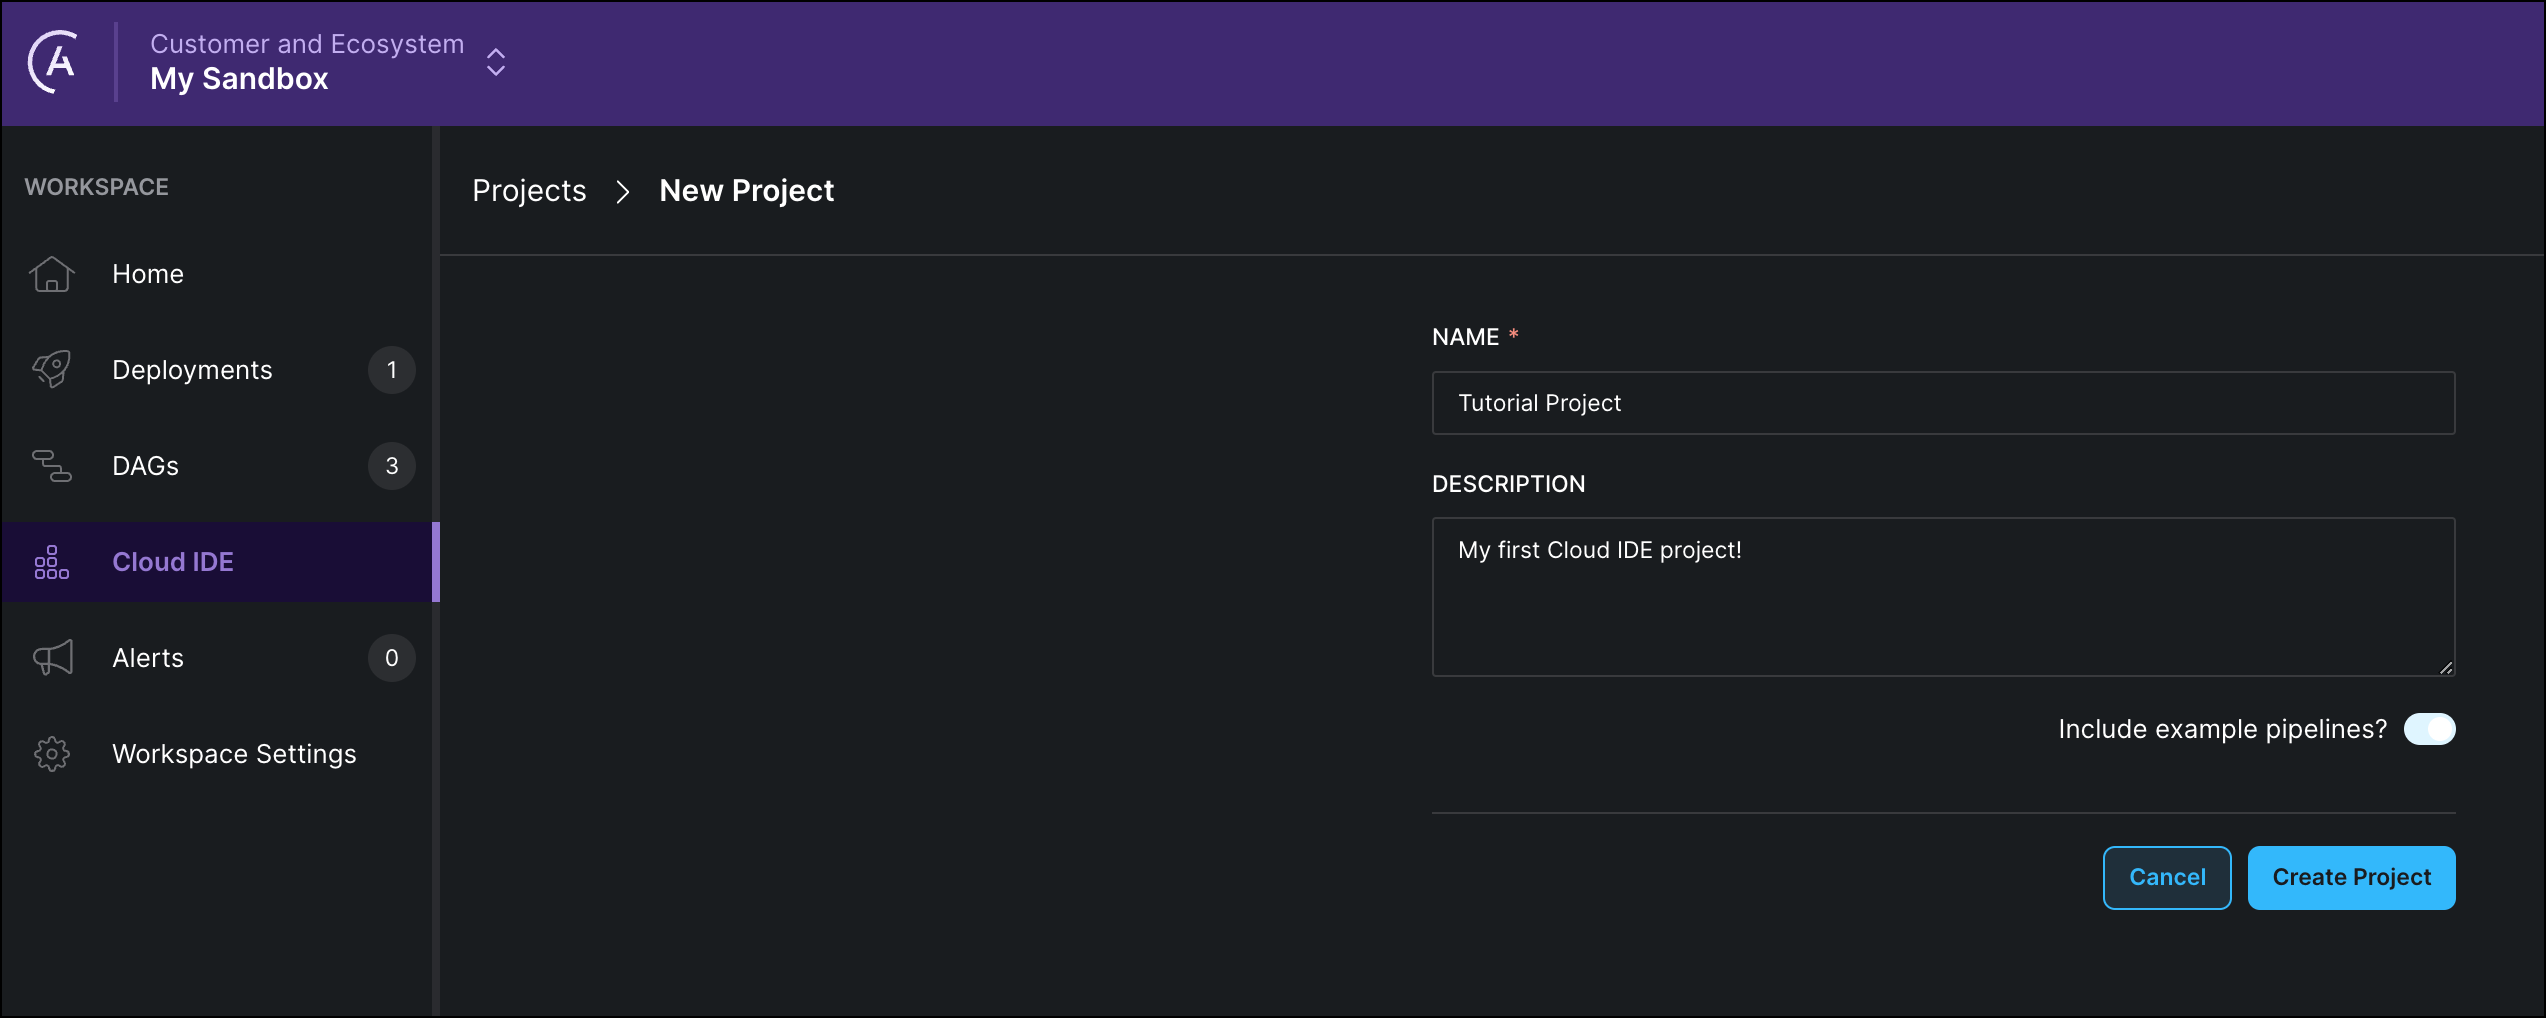 Customer and Ecosystem
My Sandbox
WORKSPACE
Home
Deployments 1
DAGs 3
Cloud IDE
Alerts 0
Workspace Settings
Projects > New Project
NAME *
Tutorial Project
DESCRIPTION
My first Cloud IDE project!
Include example pipelines?
Cancel Create Project